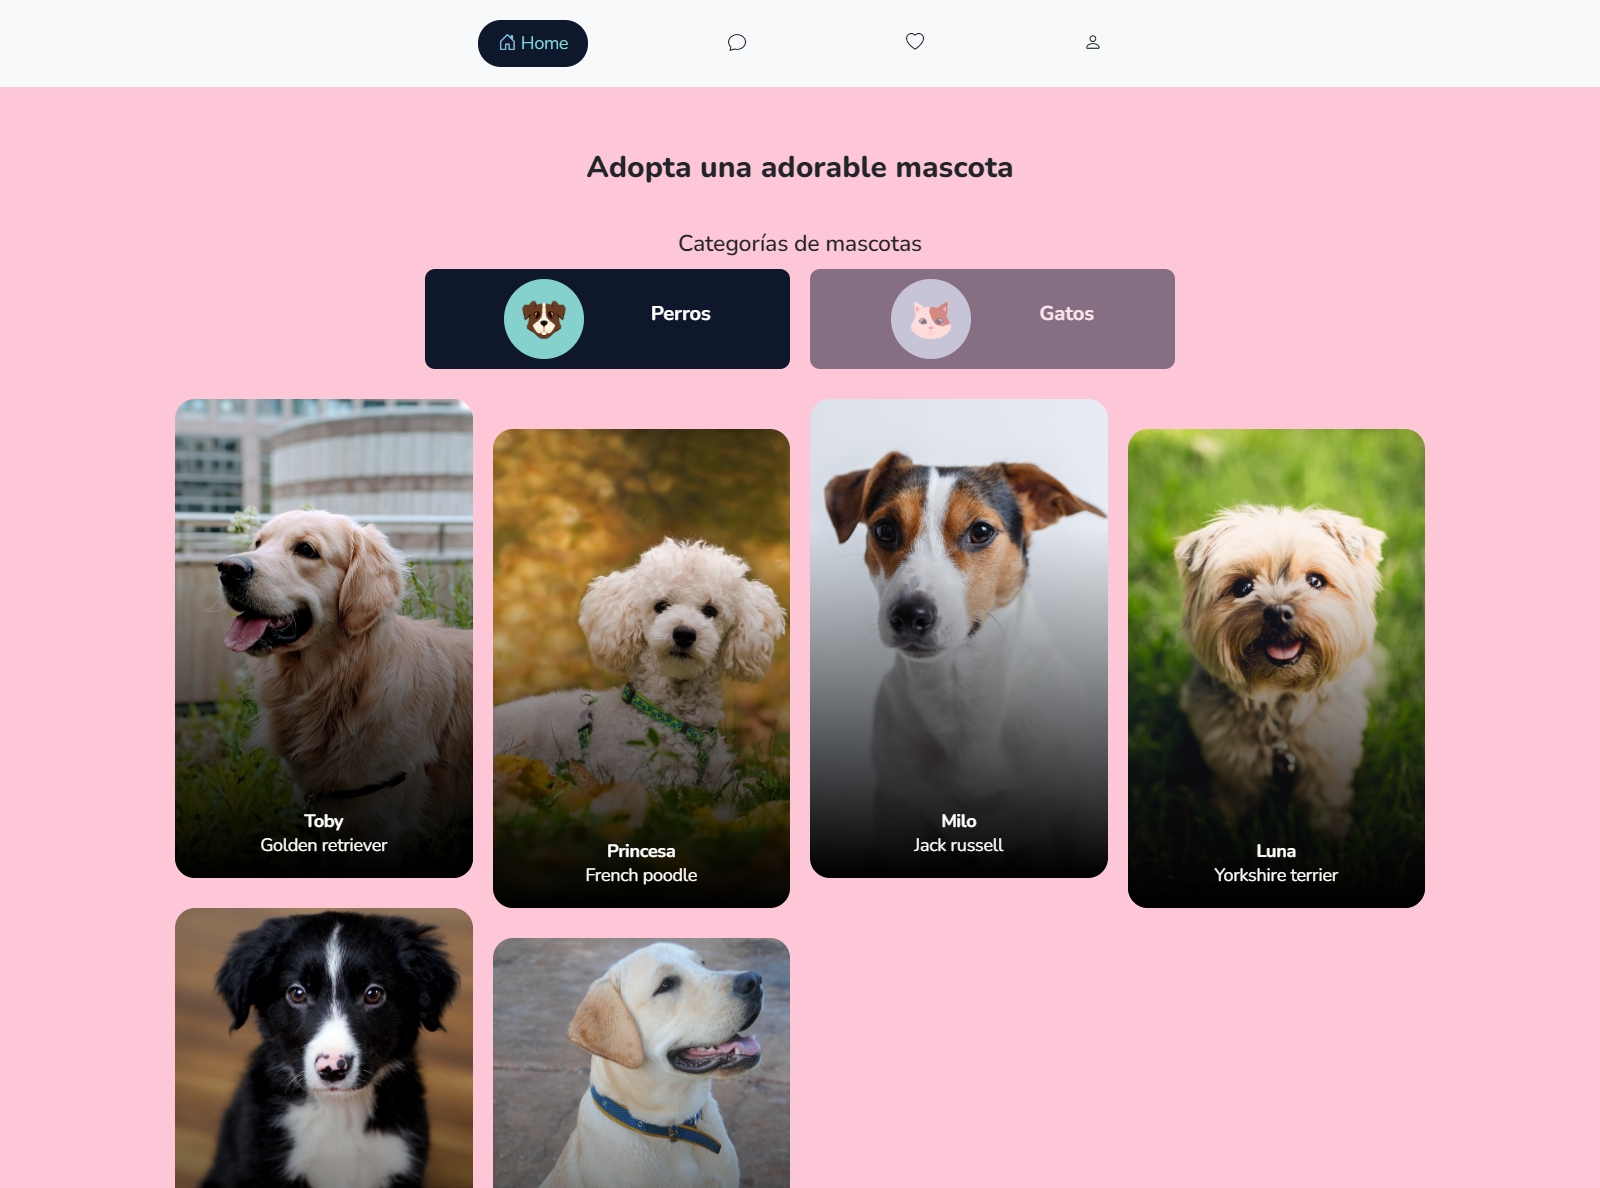 Home
Adopta una adorable mascota
Categorías de mascotas
Perros
Gatos
Toby
Golden retriever
Princesa
French poodle
Milo
Jack russell
Luna
Yorkshire terrier